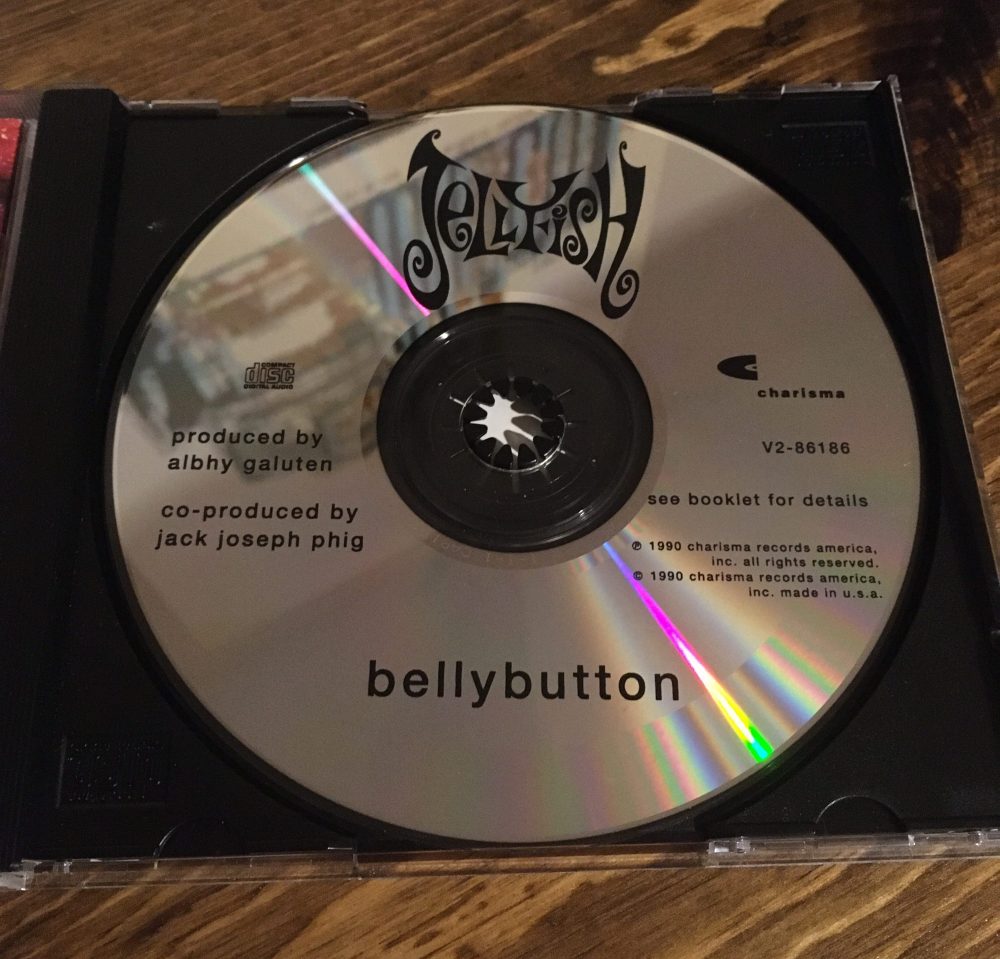 Jellyfish
COMPACT
disc
DIGITAL AUDIO
produced by
albhy galuten
co-produced by
jack joseph phig
charisma
V2-86186
see booklet for details
℗ 1990 charisma records america,
inc. all rights reserved.
© 1990 charisma records america,
inc. made in u.s.a.
bellybutton